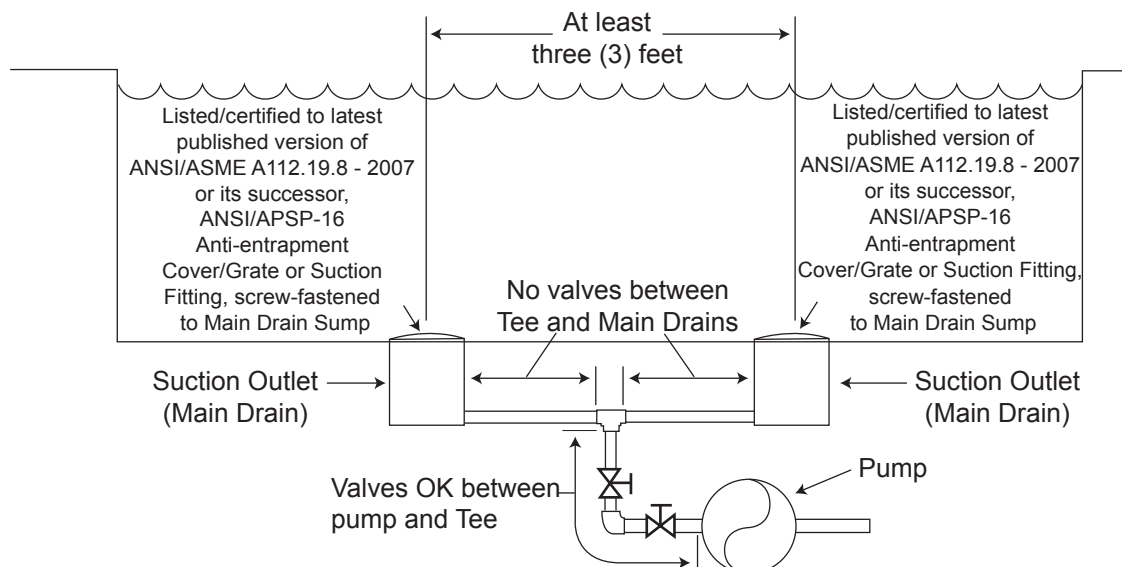 At least
three (3) feet
Listed/certified to latest
published version of
ANSI/ASME A112.19.8 - 2007
or its successor,
ANSI/APSP-16
Anti-entrapment
Cover/Grate or Suction
Fitting, screw-fastened
to Main Drain Sump
Listed/certified to latest
published version of
ANSI/ASME A112.19.8 - 2007
or its successor,
ANSI/APSP-16
Anti-entrapment
Cover/Grate or Suction Fitting,
screw-fastened
to Main Drain Sump
No valves between
Tee and Main Drains
Suction Outlet
(Main Drain)
Suction Outlet
(Main Drain)
Valves OK between
pump and Tee
Pump